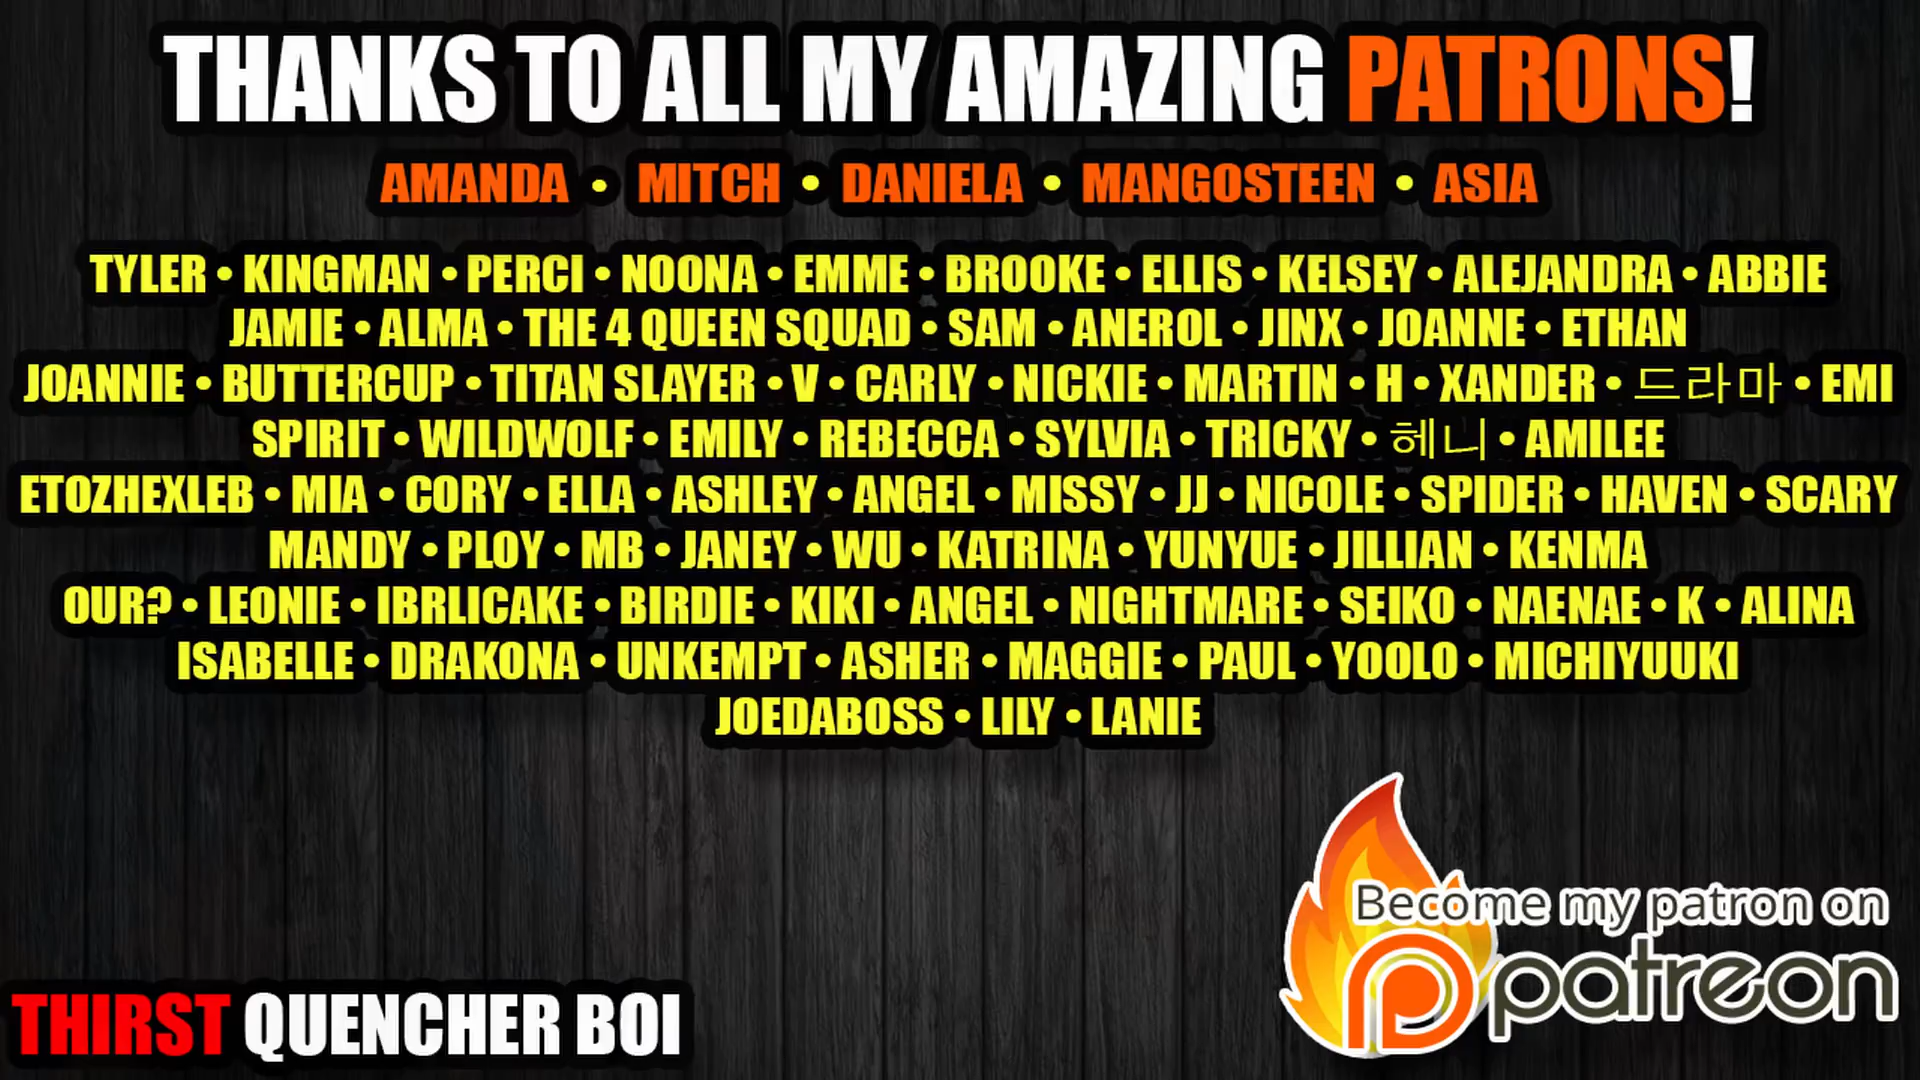 THANKS TO ALL MY AMAZING PATRONS!
AMANDA • MITCH • DANIELA • MANGOSTEEN • ASIA
TYLER • KINGMAN • PERCI • NOONA • EMME • BROOKE • ELLIS • KELSEY • ALEJANDRA • ABBIE
JAMIE • ALMA • THE 4 QUEEN SQUAD • SAM • ANEROL • JINX • JOANNE • ETHAN
JOANNIE • BUTTERCUP • TITAN SLAYER • V • CARLY • NICKIE • MARTIN • H • XANDER • 드라마 • EMI
SPIRIT • WILDWOLF • EMILY • REBECCA • SYLVIA • TRICKY • 헤니 • AMILEE
ETOZHEXLEB • MIA • CORY • ELLA • ASHLEY • ANGEL • MISSY • JJ • NICOLE • SPIDER • HAVEN • SCARY
MANDY • PLOY • MB • JANEY • WU • KATRINA • YUNYUE • JILLIAN • KENMA
OUR? • LEONIE • IBRLICAKE • BIRDIE • KIKI • ANGEL • NIGHTMARE • SEIKO • NAENAE • K • ALINA
ISABELLE • DRAKONA • UNKEMPT • ASHER • MAGGIE • PAUL • YOOLO • MICHIYUUKI
JOEDABOSS • LILY • LANIE
Become my patron on
patreon
THIRST QUENCHER BOI